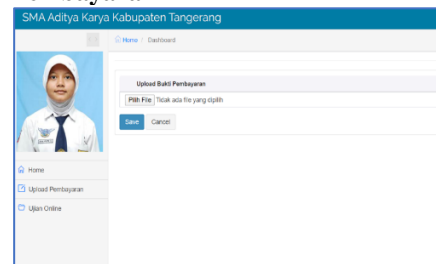 SMA Aditya Karya Kabupaten Tangerang
Home / Dashboard
Upload Bukti Pembayaran
Pilih File Tidak ada file yang dipilih
Save Cancel
Home
Upload Pembayaran
Ujian Online